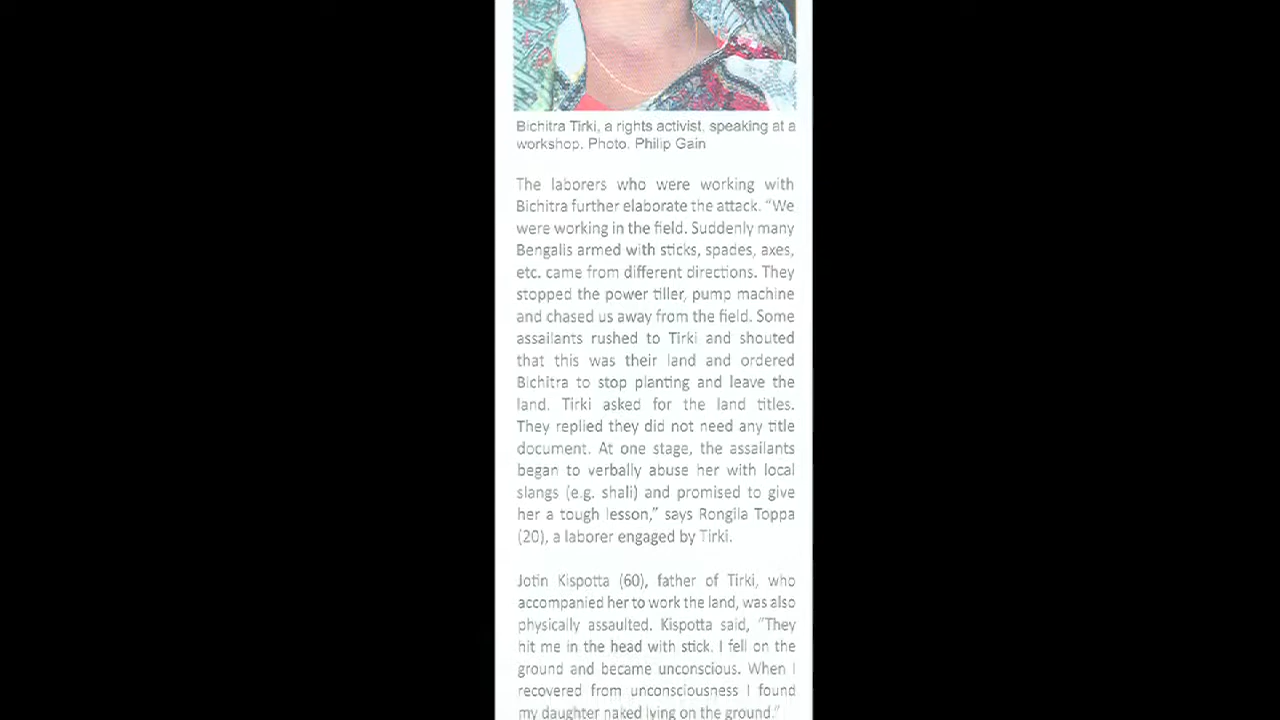 Bichitra Tirki, a rights activist, speaking at a
workshop. Photo. Philip Gain
The laborers who were working with
Bichitra further elaborate the attack. “We
were working in the field. Suddenly many
Bengalis armed with sticks, spades, axes,
etc. came from different directions. They
stopped the power tiller, pump machine
and chased us away from the field. Some
assailants rushed to Tirki and shouted
that this was their land and ordered
Bichitra to stop planting and leave the
land. Tirki asked for the land titles.
They replied they did not need any title
document. At one stage, the assailants
began to verbally abuse her with local
slangs (e.g. shali) and promised to give
her a tough lesson,” says Rongila Toppa
(20), a laborer engaged by Tirki.
Jotin Kispotta (60), father of Tirki, who
accompanied her to work the land, was also
physically assaulted. Kispotta said, “They
hit me in the head with stick. I fell on the
ground and became unconscious. When I
recovered from unconsciousness I found
my daughter naked lying on the ground.”